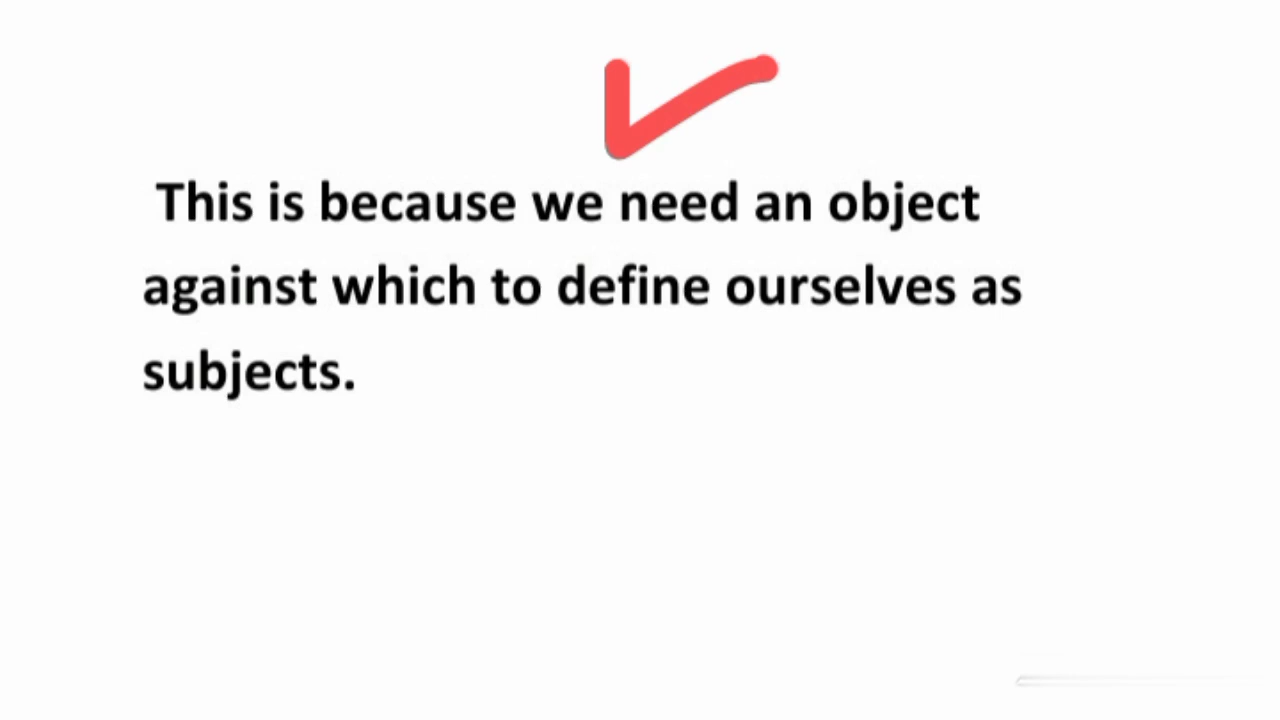 This is because we need an object
against which to define ourselves as
subjects.